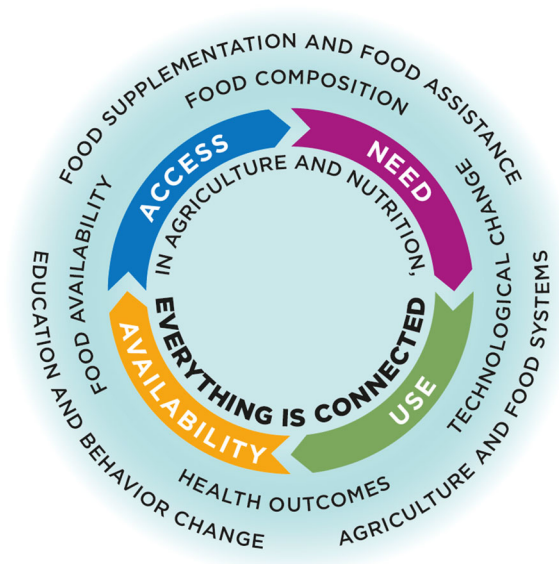 FOOD SUPPLEMENTATION AND FOOD ASSISTANCE
FOOD COMPOSITION
ACCESS
NEED
IN AGRICULTURE AND NUTRITION,
EVERYTHING IS CONNECTED
FOOD AVAILABILITY
TECHNOLOGICAL CHANGE
AVAILABILITY
USE
HEALTH OUTCOMES
EDUCATION AND BEHAVIOR CHANGE
AGRICULTURE AND FOOD SYSTEMS